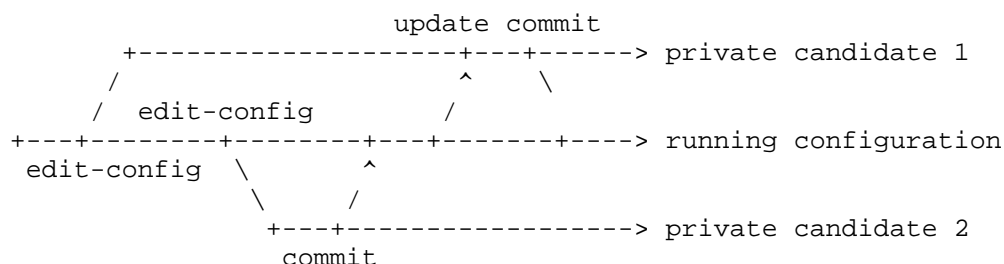 update commit
+--------------------+---+------> private candidate 1
/ ^ \
/ edit-config /
+---+--------+--------+---+-------+----> running configuration
edit-config \ ^
\ /
+---+------------------> private candidate 2
commit